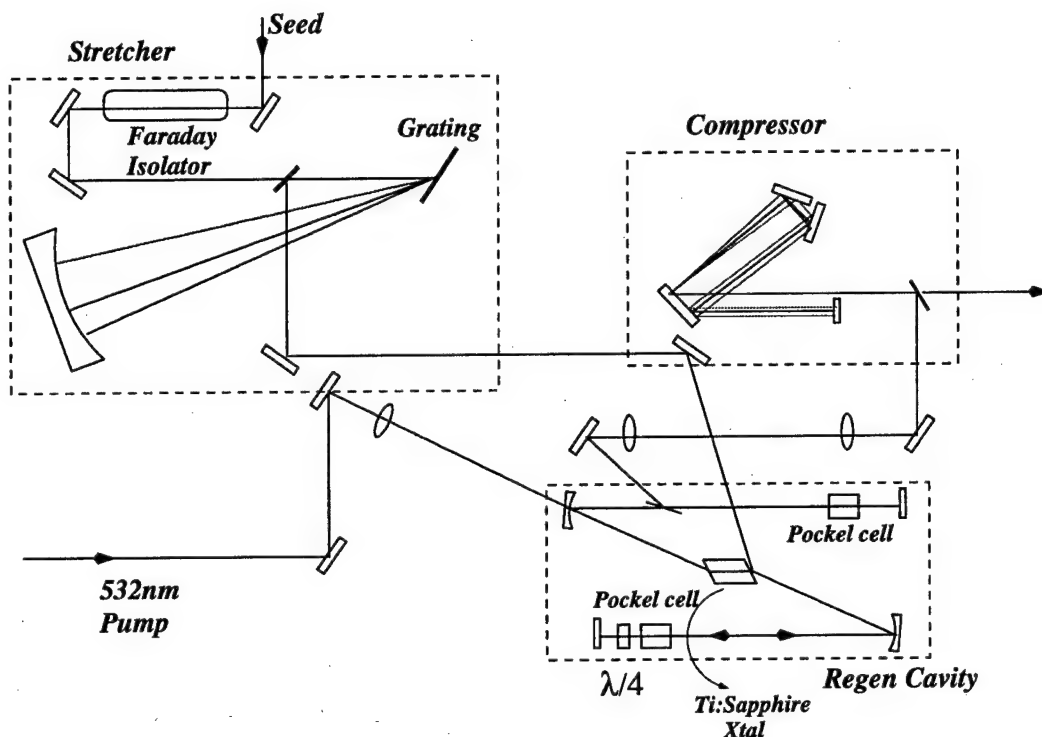 Seed
Stretcher
Faraday
Isolator
Grating
Compressor
Pockel cell
532nm
Pump
Pockel cell
λ/4
Regen Cavity
Ti:Sapphire
Xtal